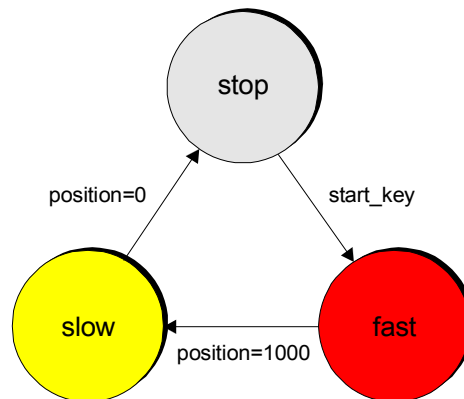 stop
position=0
start_key
slow
fast
position=1000